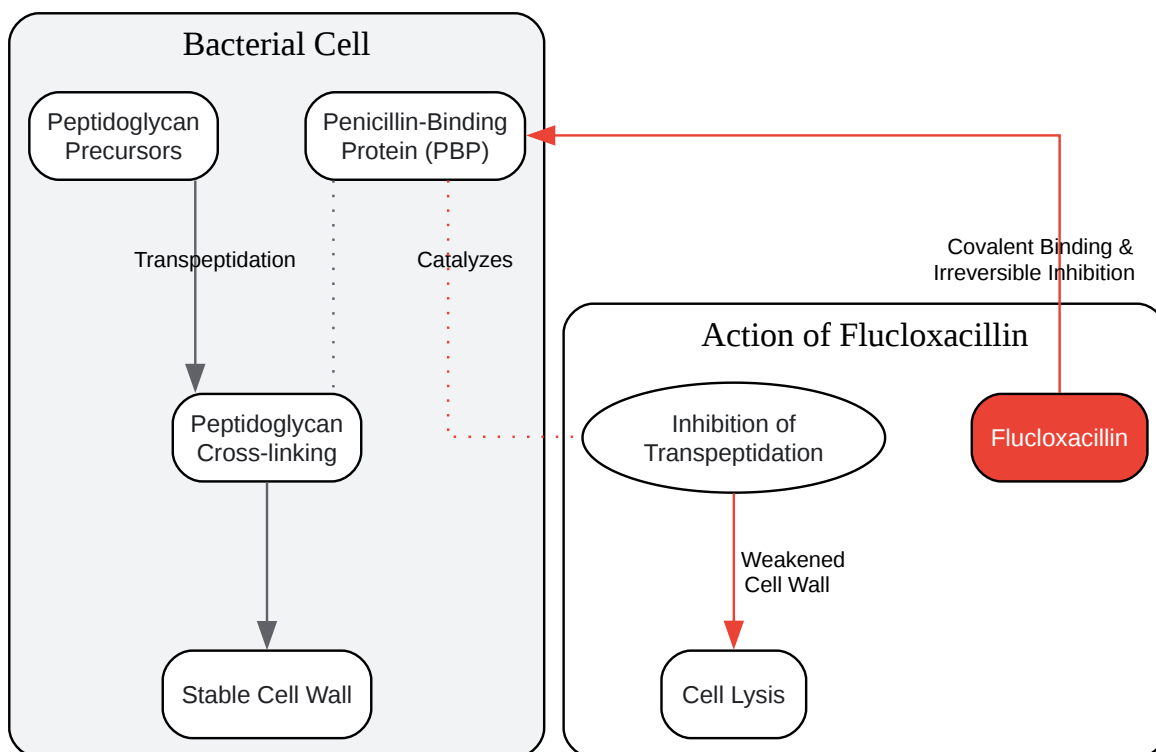 Bacterial Cell
Peptidoglycan
Precursors
Penicillin-Binding
Protein (PBP)
Transpeptidation
Catalyzes
Covalent Binding &
Irreversible Inhibition
Action of Flucloxacillin
Peptidoglycan
Cross-linking
Inhibition of
Transpeptidation
Flucloxacillin
Weakened
Cell Wall
Stable Cell Wall
Cell Lysis